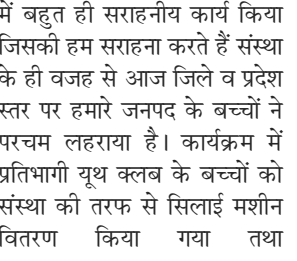 में बहुत ही सराहनीय कार्य किया
जिसकी हम सराहना करते हैं संस्था
के ही वजह से आज जिले व प्रदेश
स्तर पर हमारे जनपद के बच्चों ने
परचम लहराया है। कार्यक्रम में
प्रतिभागी यूथ क्लब के बच्चों को
संस्था की तरफ से सिलाई मशीन
वितरण किया गया तथा